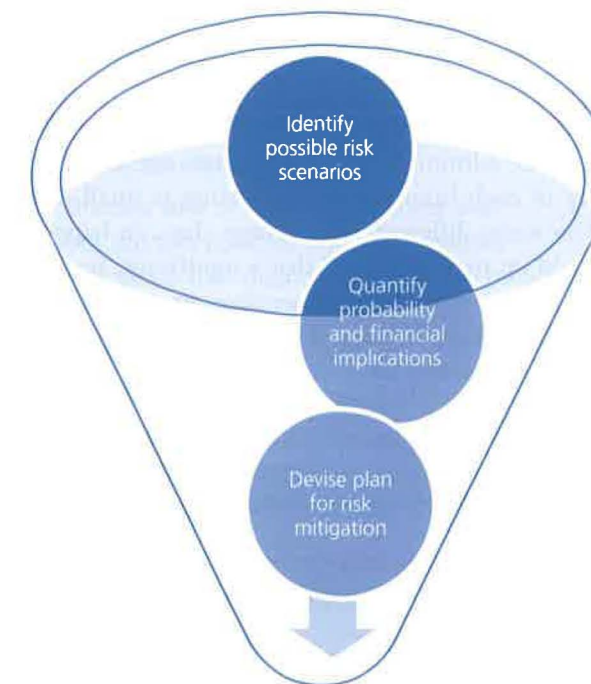 Identify
possible risk
scenarios
Quantify
probability
and financial
implications
Devise plan
for risk
mitigation